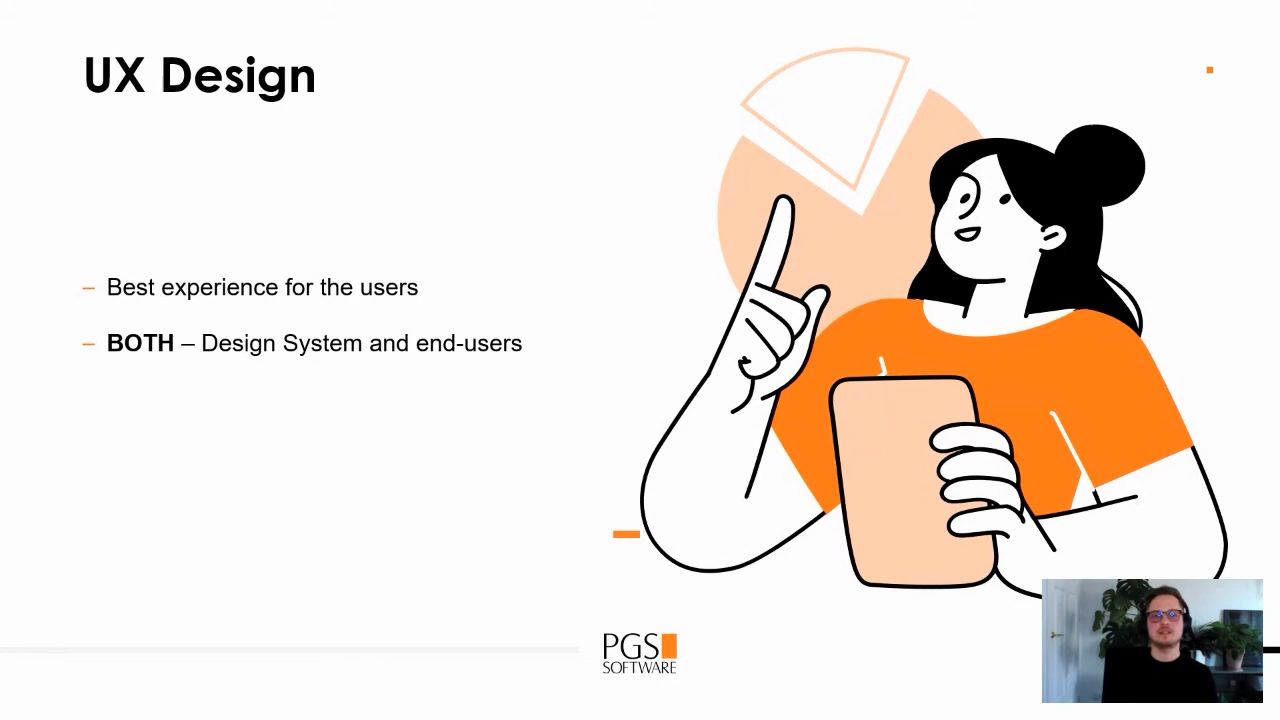 UX Design
– Best experience for the users
– BOTH – Design System and end-users
PGS
SOFTWARE